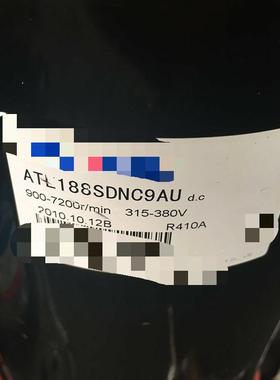 ATL188SDNC9AU d.c
900-7200r/min 315-380V
2010.10.12B R410A